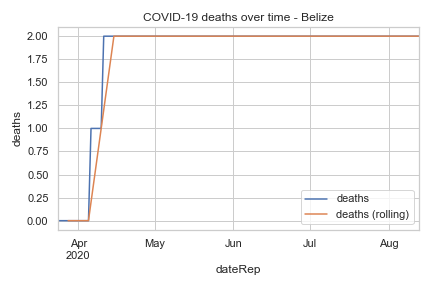 COVID-19 deaths over time - Belize
2.00
1.75
1.50
1.25
1.00
0.75
0.50
0.25
0.00
deaths
deaths
deaths (rolling)
Apr
2020
May
Jun
Jul
Aug
dateRep